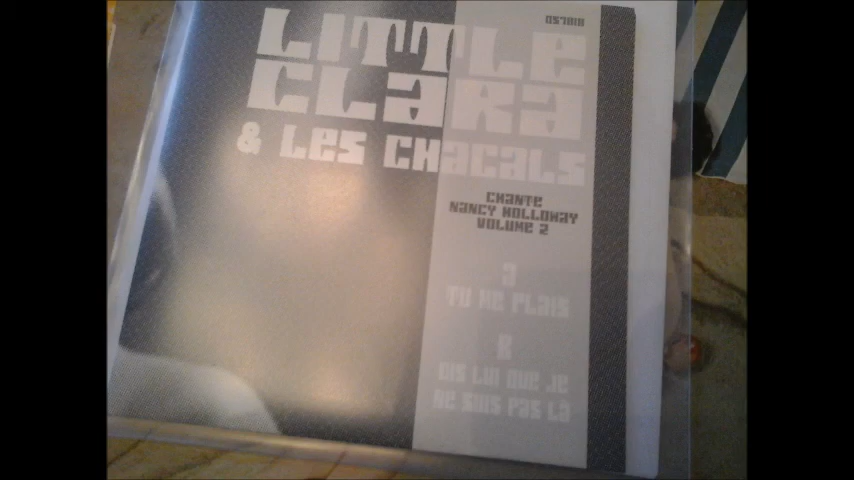 LITTLE
CLARA
& LES CHACALS
CHANTE
NANCY HOLLOWAY
VOLUME 2
A
TU ME PLAIS
B
DIS LUI QUE JE
NE SUIS PAS LÀ